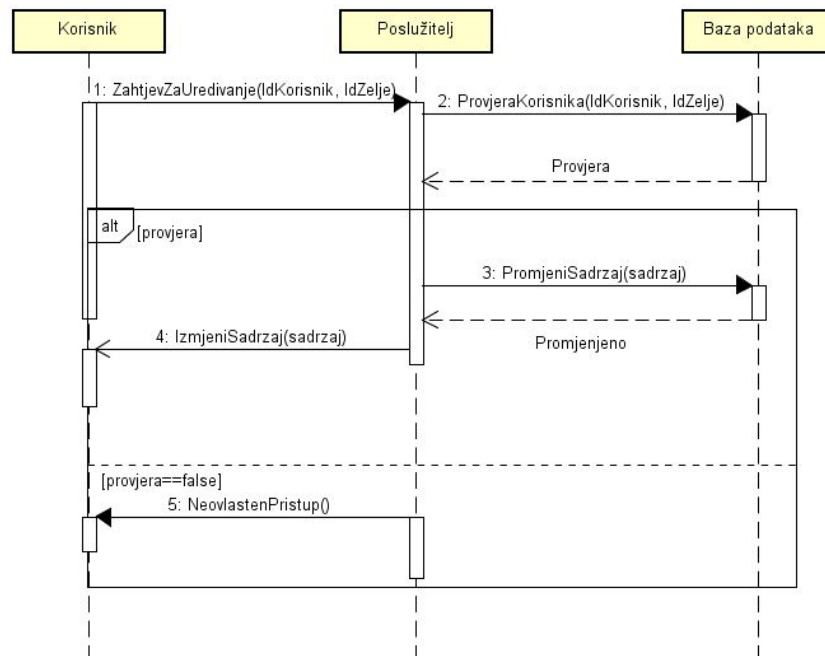 Korisnik
Poslužitelj
Baza podataka
1: ZahtjevZaUredivanje(IdKorisnik, IdZelje)
2: ProvjeraKorisnika(IdKorisnik, IdZelje)
Provjera
alt
[provjera]
3: PromjeniSadrzaj(sadrzaj)
4: IzmjeniSadrzaj(sadrzaj)
Promjenjeno
[provjera==false]
5: NeovlastenPristup()